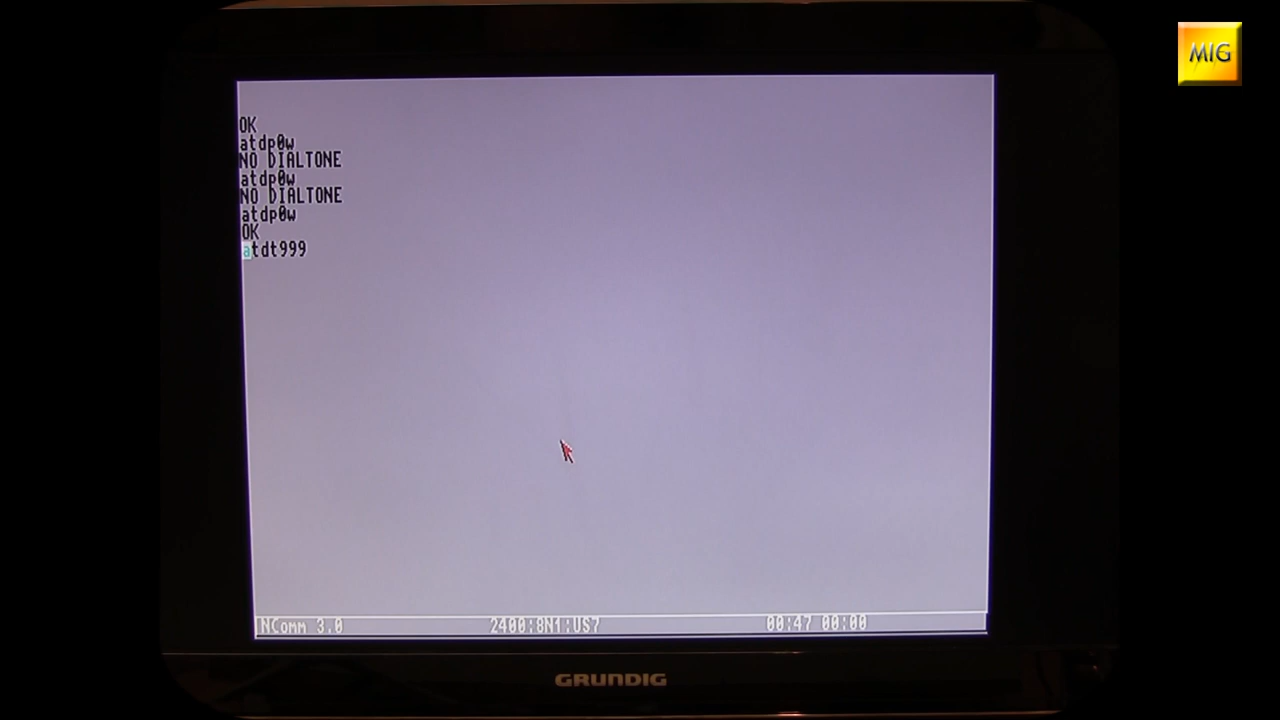 MIG
OK
atdp0w
NO DIALTONE
atdp0w
NO DIALTONE
atdp0w
OK
atdt999
NComm 3.0 2400:8N1:US7 00:47 00:00
GRUNDIG